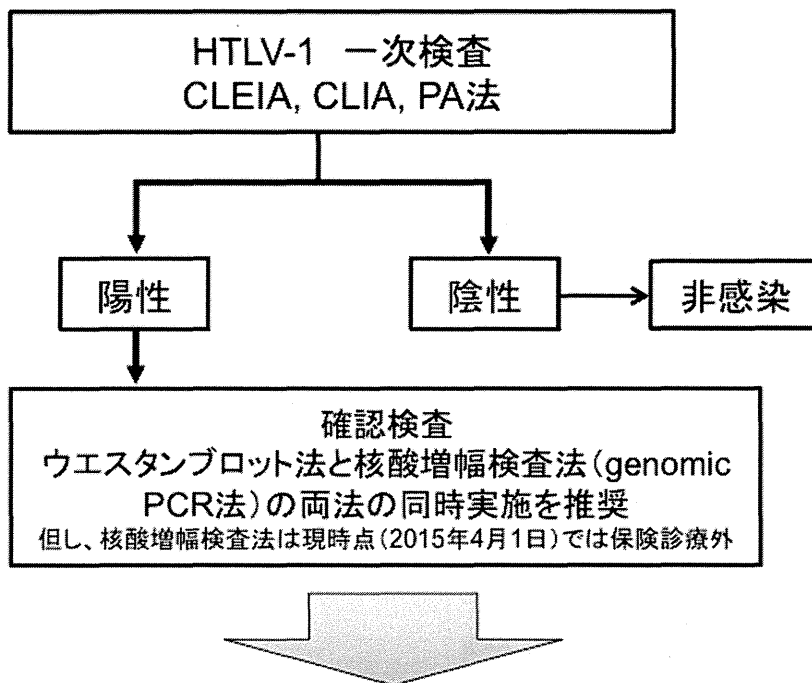 HTLV-1 一次検査
CLEIA, CLIA, PA法
陽性
陰性
非感染
確認検査
ウエスタンブロット法と核酸増幅検査法(genomic
PCR法)の両法の同時実施を推奨
但し、核酸増幅検査法は現時点(2015年4月1日)では保険診療外